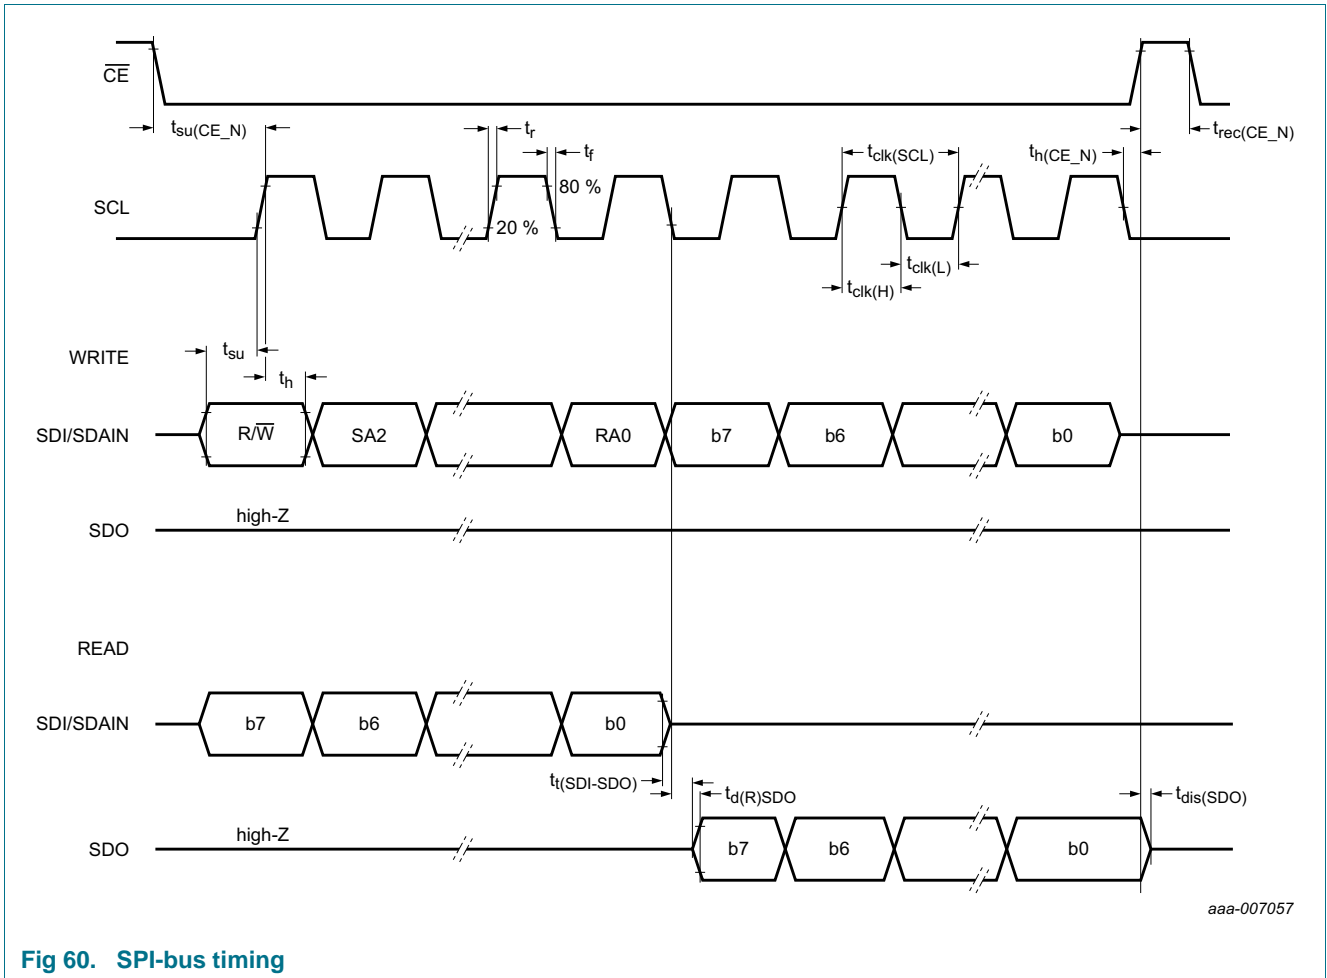 CE
tsu(CE_N)
tr
tf
tclk(SCL)
th(CE_N)
trec(CE_N)
SCL
80 %
20 %
tclk(L)
tclk(H)
WRITE
tsu
th
SDI/SDAIN
R/W
SA2
RA0
b7
b6
b0
SDO
high-Z
READ
SDI/SDAIN
b7
b6
b0
tt(SDI-SDO)
td(R)SDO
tdis(SDO)
SDO
high-Z
b7
b6
b0
aaa-007057
Fig 60. SPI-bus timing